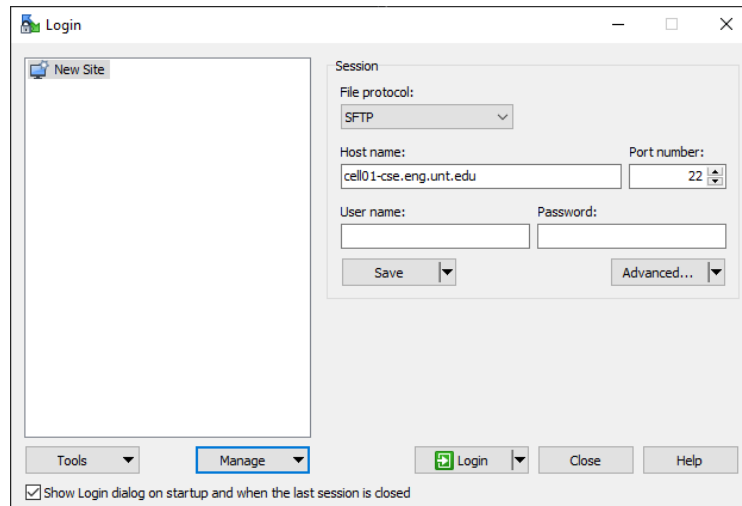 Login
New Site
Session
File protocol:
SFTP
Host name:
Port number:
cell01-cse.eng.unt.edu
22
User name:
Password:
Save
Advanced...
Tools
Manage
Login
Close
Help
Show Login dialog on startup and when the last session is closed